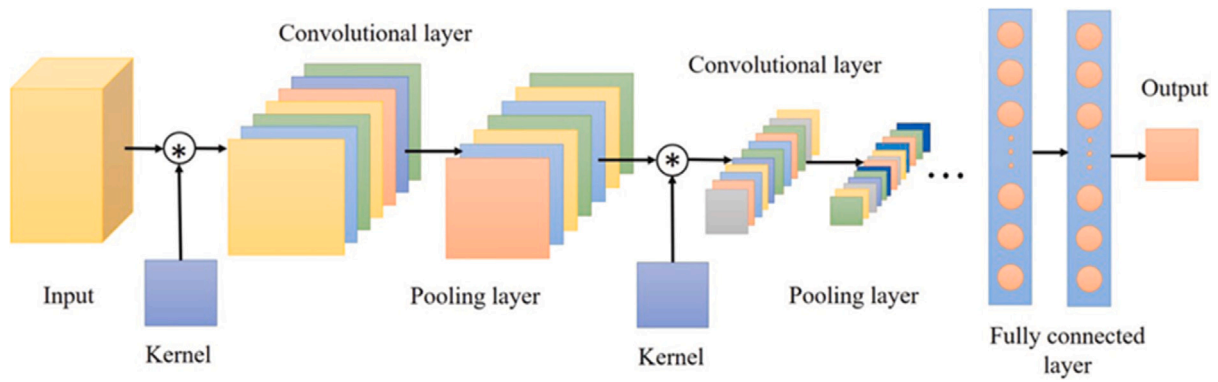 Convolutional layer
Convolutional layer
Output
Input
Pooling layer
Pooling layer
Kernel
Kernel
Fully connected
layer